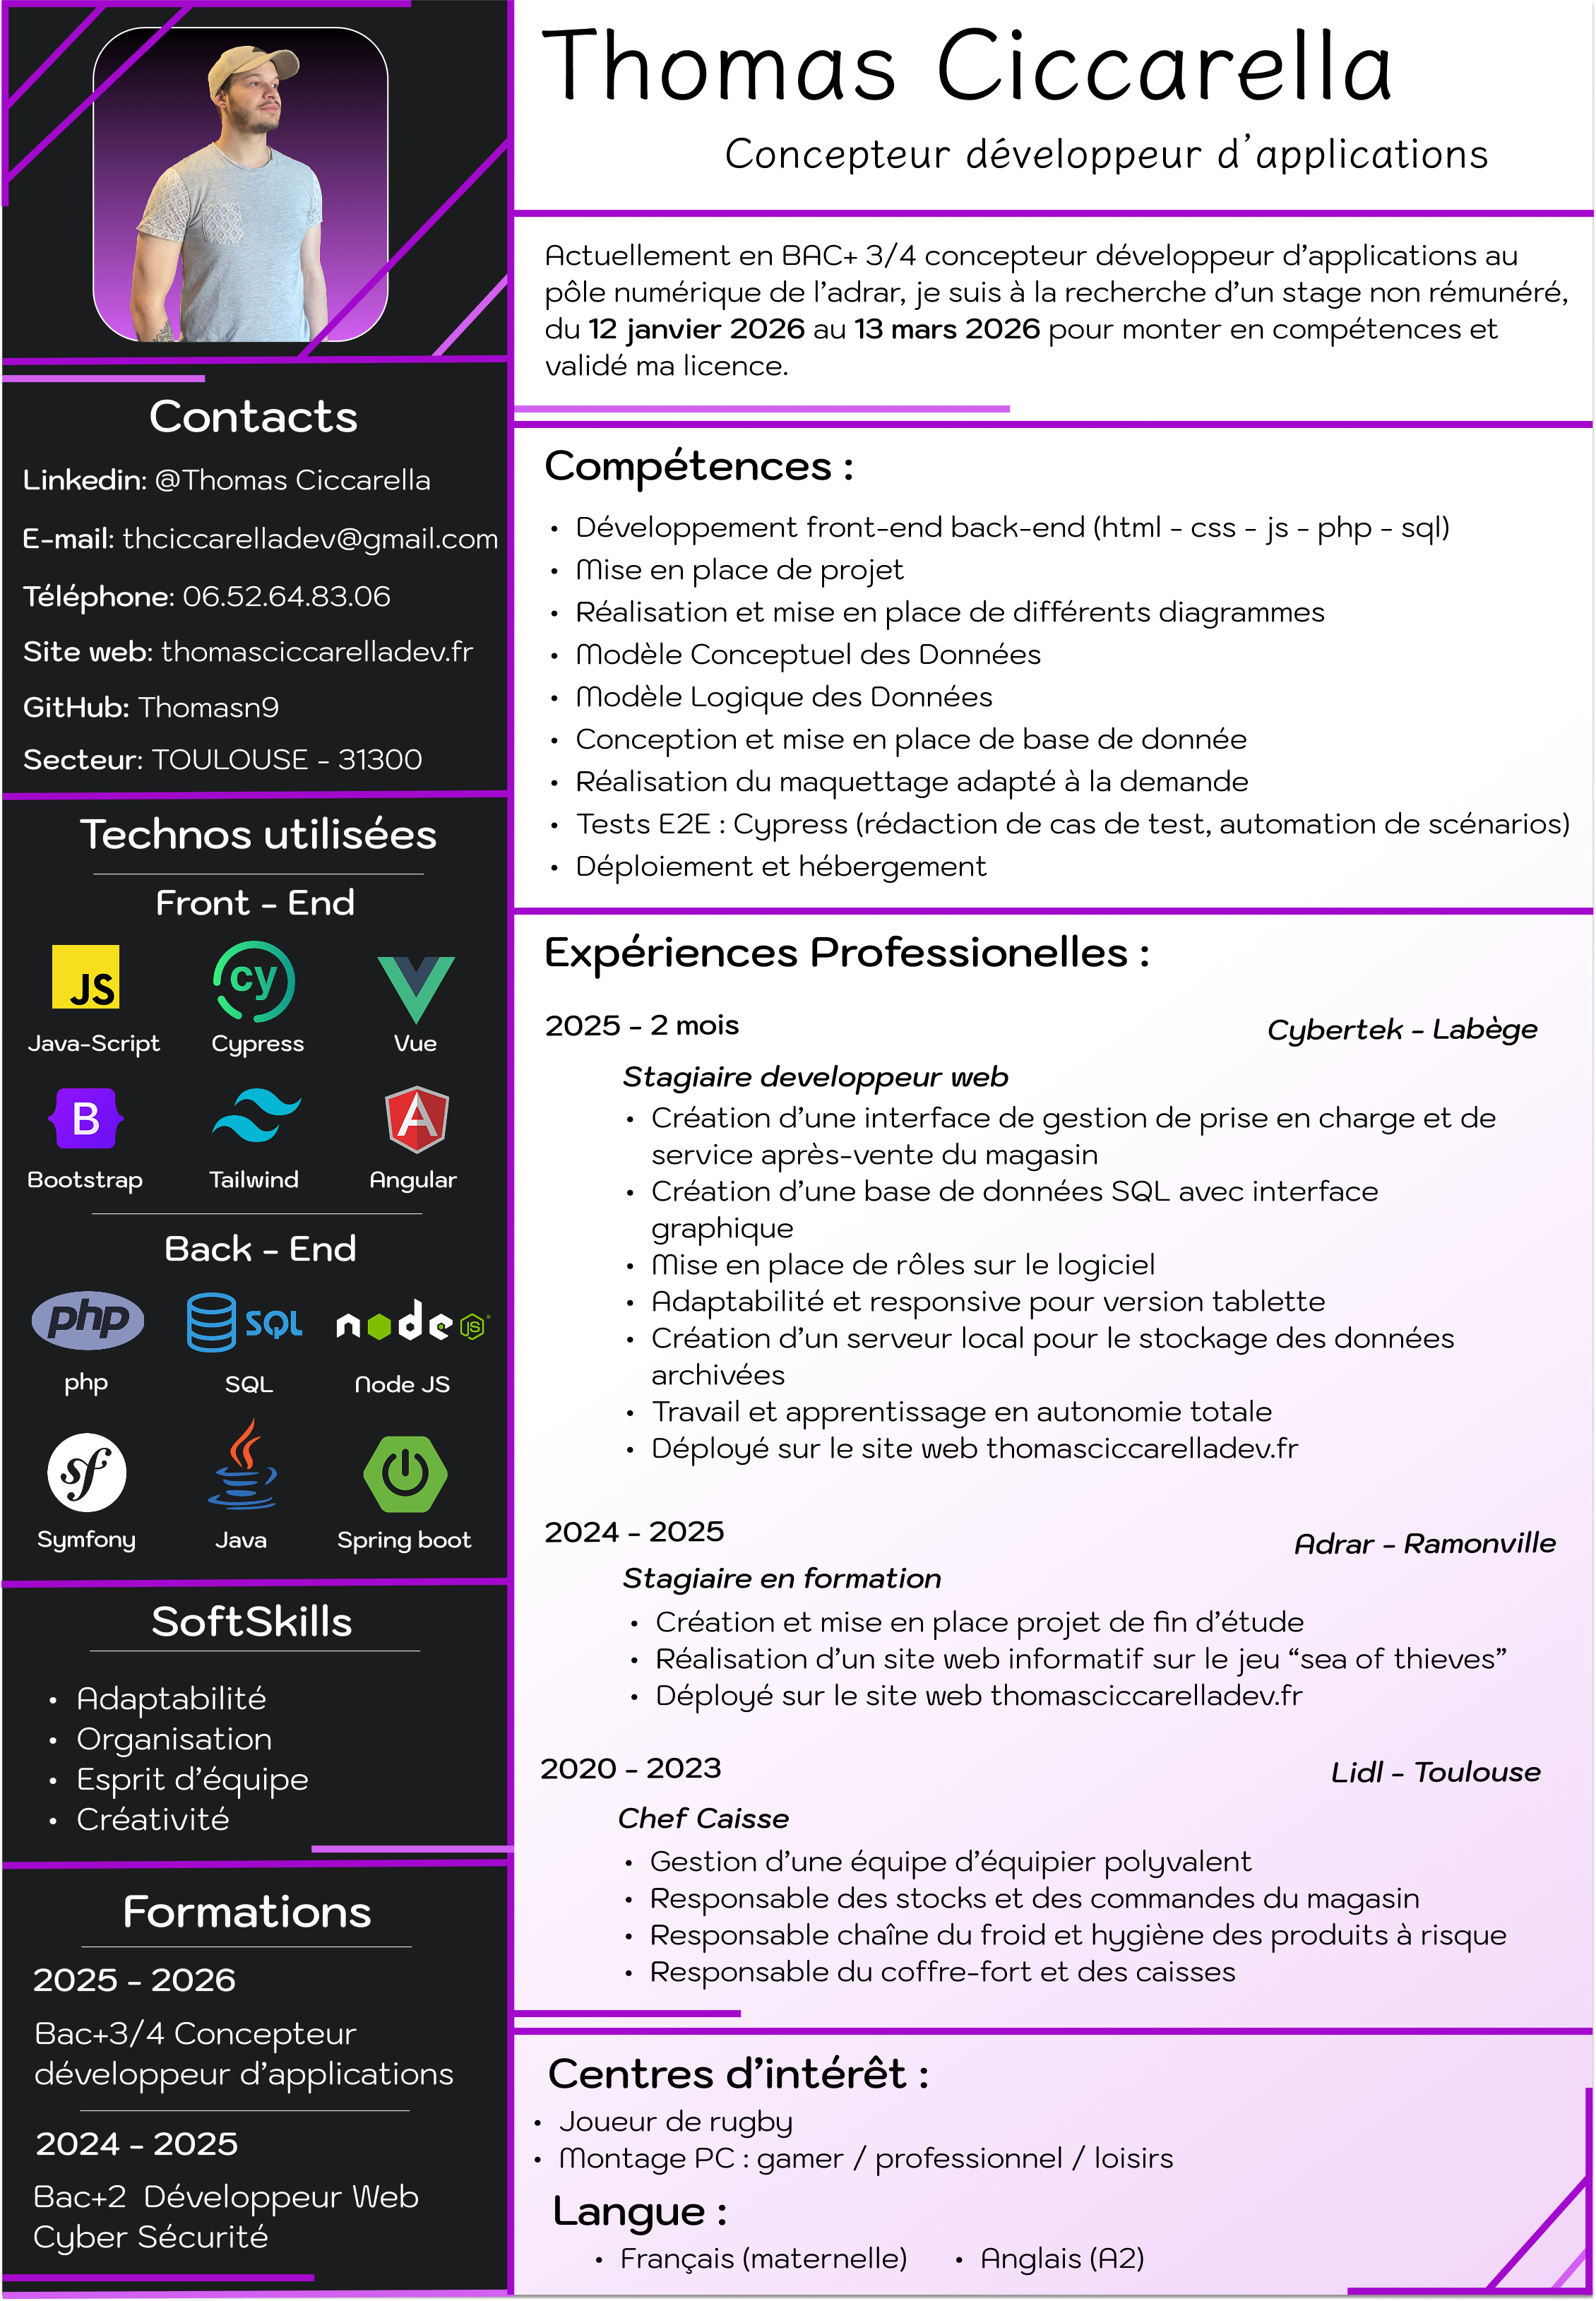 Thomas Ciccarella
Concepteur développeur d'applications
Actuellement en BAC+ 3/4 concepteur développeur d'applications au
pôle numérique de l'adrar, je suis à la recherche d'un stage non rémunéré,
du 12 janvier 2026 au 13 mars 2026 pour monter en compétences et
validé ma licence.
Contacts
Linkedin: @Thomas Ciccarella
E-mail: thciccarelladev@gmail.com
Téléphone: 06.52.64.83.06
Site web: thomasciccarelladev.fr
GitHub: Thomasn9
Secteur: TOULOUSE - 31300
Technos utilisées
Front - End
JS
cy
Java-Script
Cypress
Vue
B
A
Bootstrap
Tailwind
Angular
Back - End
php
SQL
node
JS
php
SQL
Node JS
sf
Symfony
Java
Spring boot
SoftSkills
• Adaptabilité
• Organisation
• Esprit d'équipe
• Créativité
Formations
2025 - 2026
Bac+3/4 Concepteur
développeur d'applications
2024 - 2025
Bac+2 Développeur Web
Cyber Sécurité
Compétences :
• Développement front-end back-end (html - css - js - php - sql)
• Mise en place de projet
• Réalisation et mise en place de différents diagrammes
• Modèle Conceptuel des Données
• Modèle Logique des Données
• Conception et mise en place de base de donnée
• Réalisation du maquettage adapté à la demande
• Tests E2E : Cypress (rédaction de cas de test, automation de scénarios)
• Déploiement et hébergement
Expériences Professionelles :
2025 - 2 mois
Cybertek - Labège
Stagiaire developpeur web
• Création d'une interface de gestion de prise en charge et de
service après-vente du magasin
• Création d'une base de données SQL avec interface
graphique
• Mise en place de rôles sur le logiciel
• Adaptabilité et responsive pour version tablette
• Création d'un serveur local pour le stockage des données
archivées
• Travail et apprentissage en autonomie totale
• Déployé sur le site web thomasciccarelladev.fr
2024 - 2025
Adrar - Ramonville
Stagiaire en formation
• Création et mise en place projet de fin d'étude
• Réalisation d'un site web informatif sur le jeu “sea of thieves”
• Déployé sur le site web thomasciccarelladev.fr
2020 - 2023
Lidl - Toulouse
Chef Caisse
• Gestion d'une équipe d'équipier polyvalent
• Responsable des stocks et des commandes du magasin
• Responsable chaîne du froid et hygiène des produits à risque
• Responsable du coffre-fort et des caisses
Centres d'intérêt :
• Joueur de rugby
• Montage PC : gamer / professionnel / loisirs
Langue :
• Français (maternelle) • Anglais (A2)